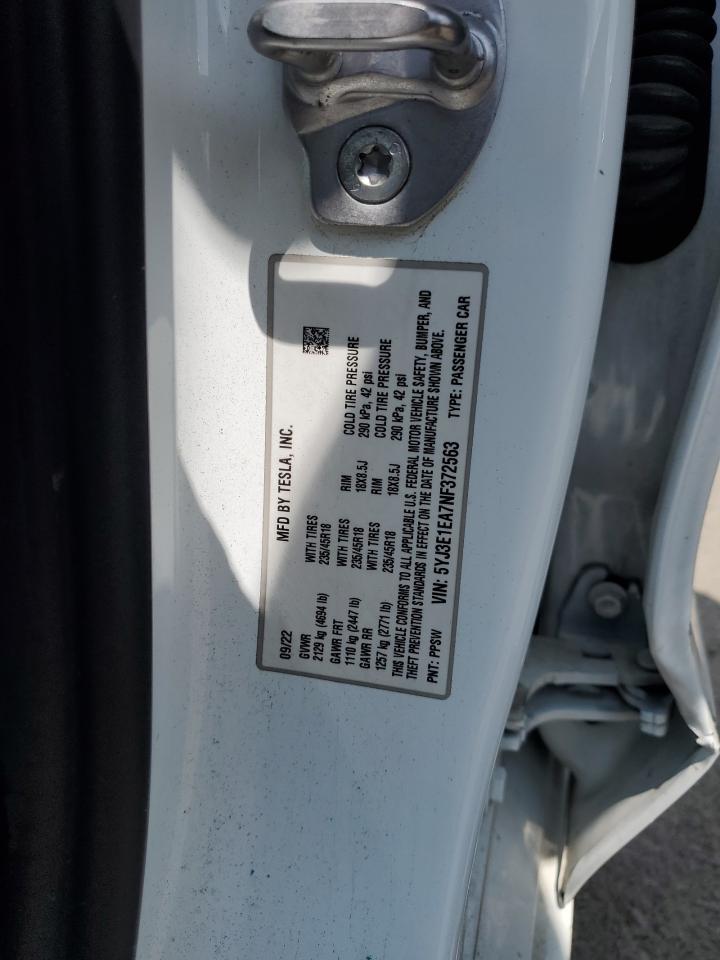 MFD BY TESLA, INC.
09/22
GVWR
2129 kg (4694 lb)
GAWR FRT WITH TIRES RIM COLD TIRE PRESSURE
1110 kg (2447 lb) 235/45R18 18X8.5J 290 kPa, 42 psi
GAWR RR WITH TIRES RIM COLD TIRE PRESSURE
1257 kg (2771 lb) 235/45R18 18X8.5J 290 kPa, 42 psi
WITH TIRES
235/45R18
THIS VEHICLE CONFORMS TO ALL APPLICABLE U.S. FEDERAL MOTOR VEHICLE SAFETY, BUMPER, AND
THEFT PREVENTION STANDARDS IN EFFECT ON THE DATE OF MANUFACTURE SHOWN ABOVE.
PNT: PPSW VIN: 5YJ3E1EA7NF372563 TYPE: PASSENGER CAR